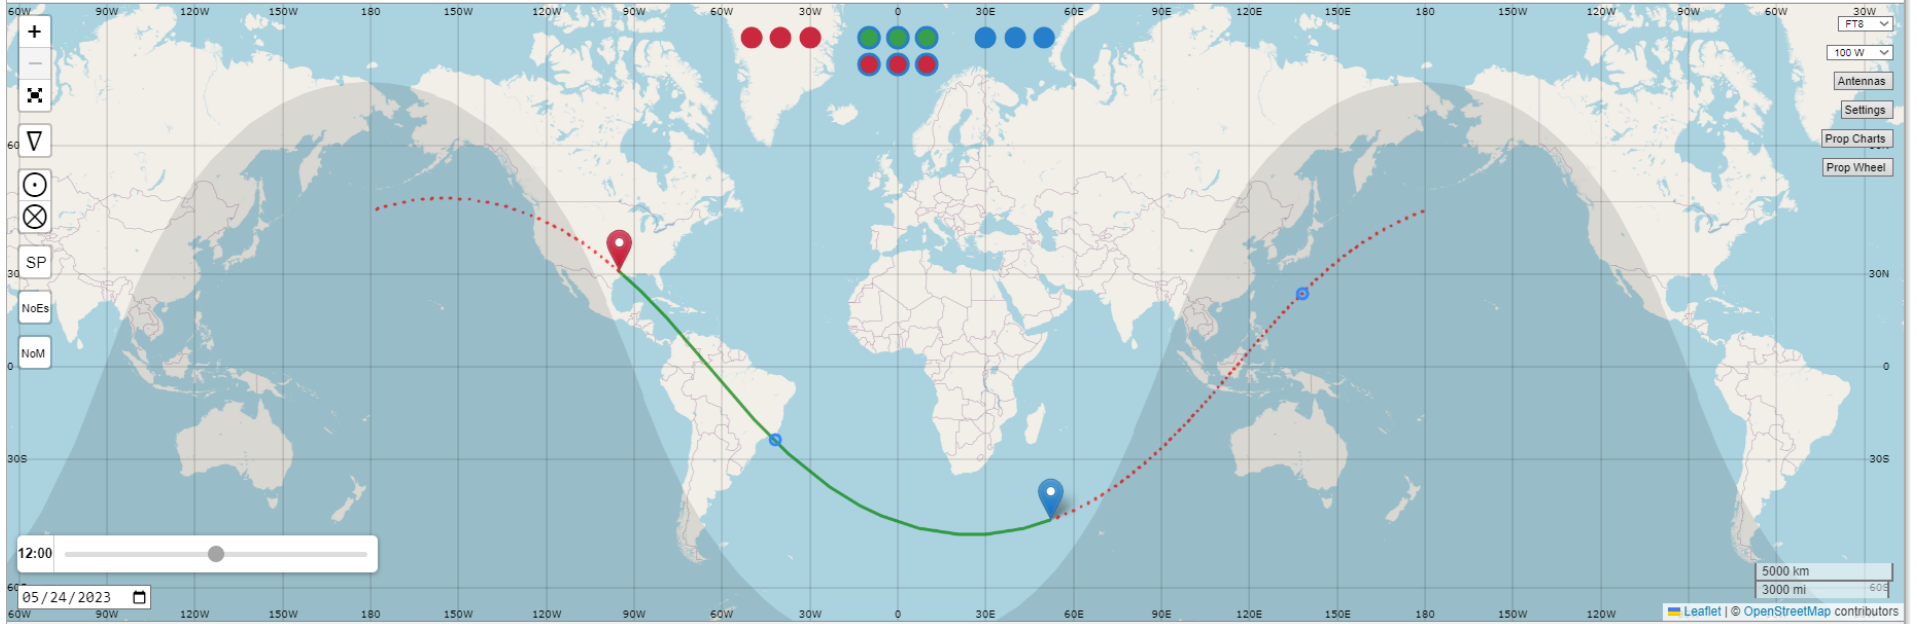 60W 90W 120W 150W 180 150W 120W 90W 60W 30W 0 30E 60E 90E 120E 150E 180 150W 120W 90W 60W 30W
+
−
FT8
100 W
Antennas
Settings
Prop Charts
Prop Wheel
60
SP
30 30N
NoEs
NoM
0 0
30S 30S
12:00
5000 km
3000 mi
60S 60S
05/24/2023
60W 90W 120W 150W 180 150W 120W 90W 60W 30W 0 30E 60E 90E 120E 150E 180 150W 120W 90W 60W 30W
Leaflet | © OpenStreetMap contributors